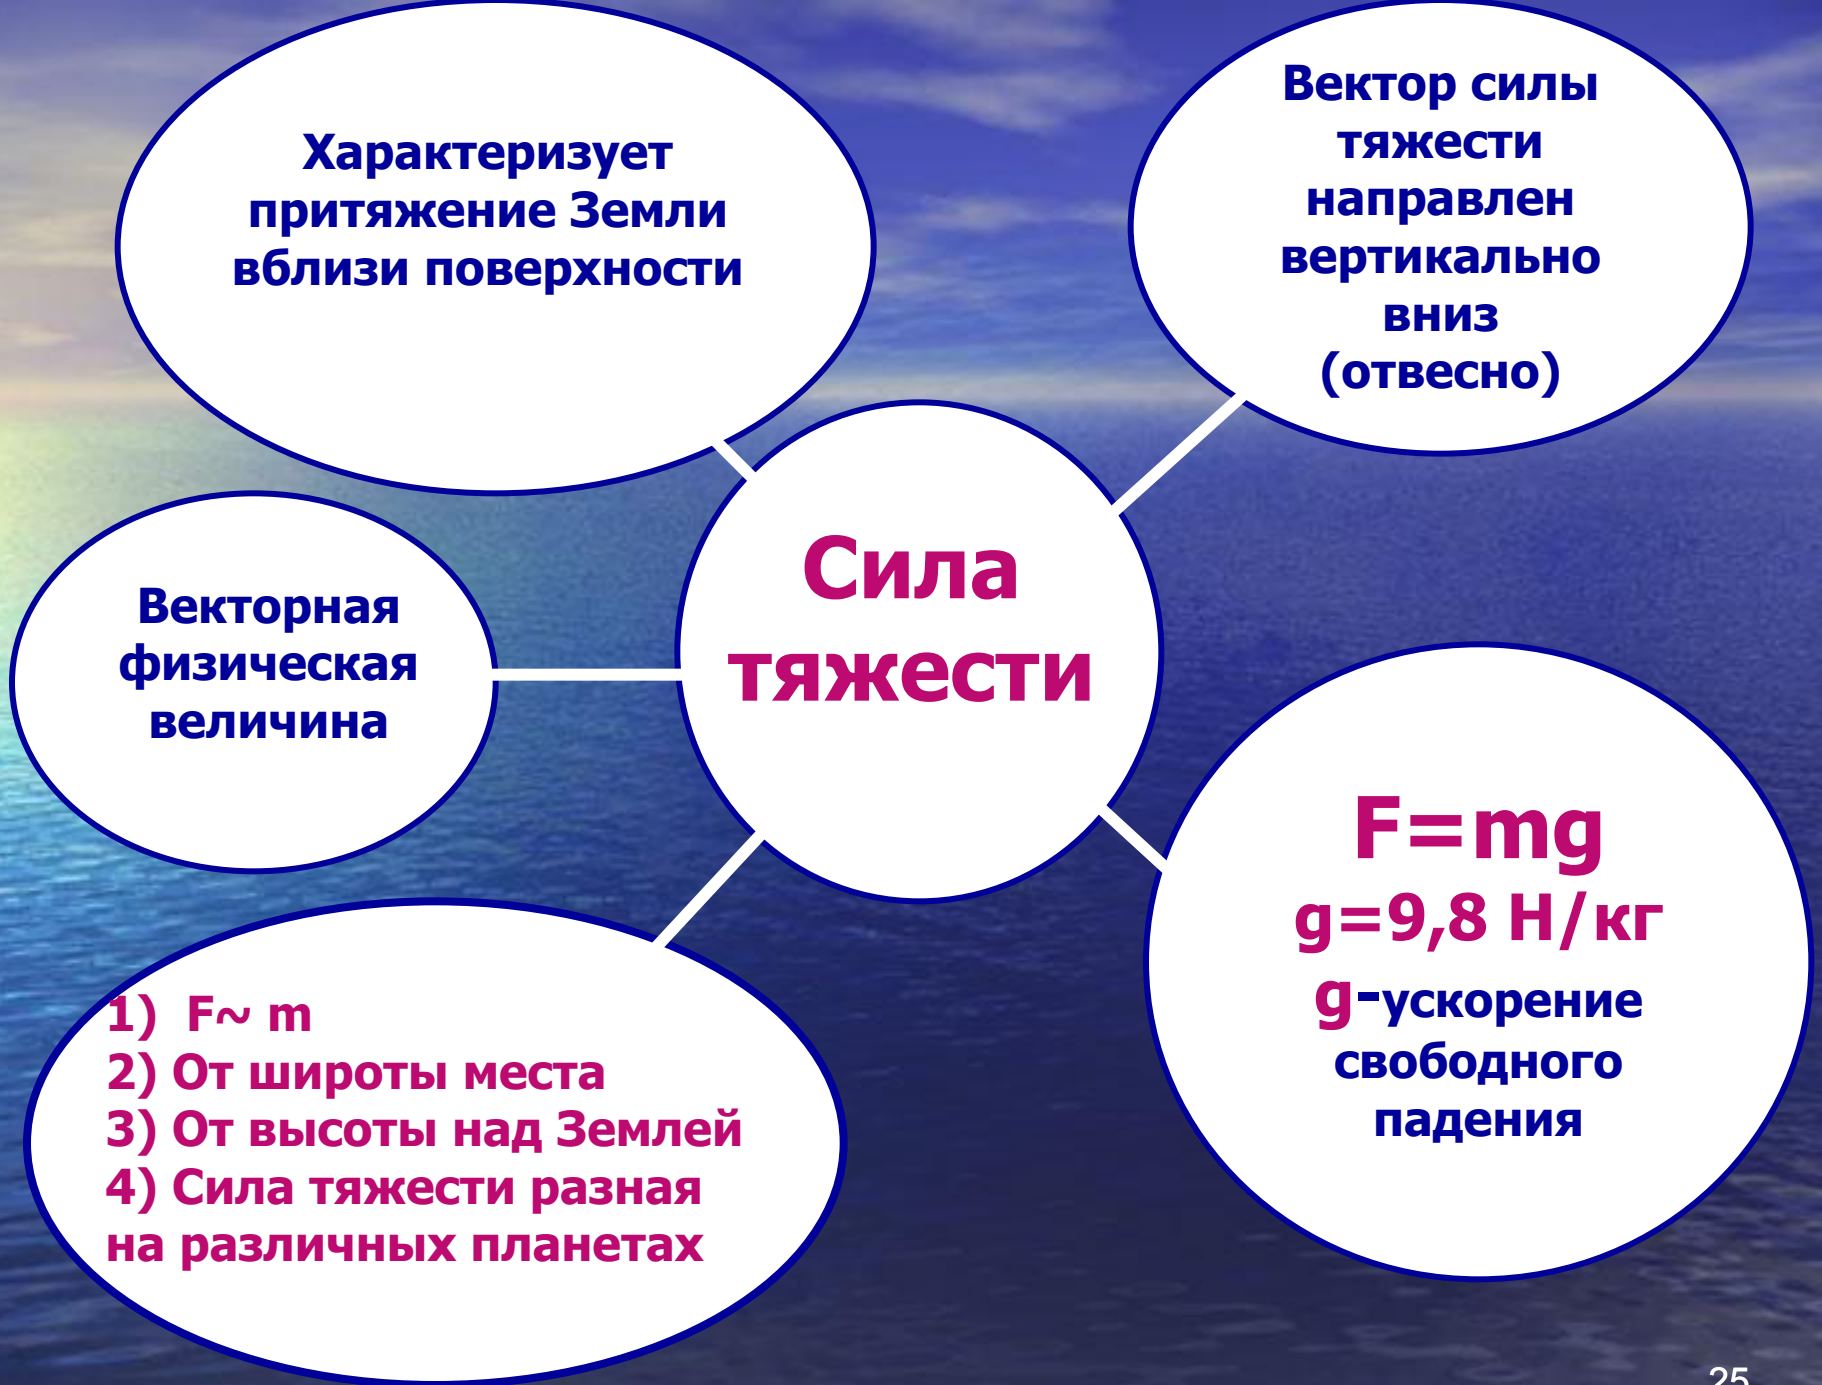 Характеризует
притяжение Земли
вблизи поверхности
Вектор силы
тяжести
направлен
вертикально
вниз
(отвесно)
Сила
тяжести
Векторная
физическая
величина
F=mg
g=9,8 Н/кг
g-ускорение
свободного
падения
1) F~ m
2) От широты места
3) От высоты над Землей
4) Сила тяжести разная
на различных планетах
25